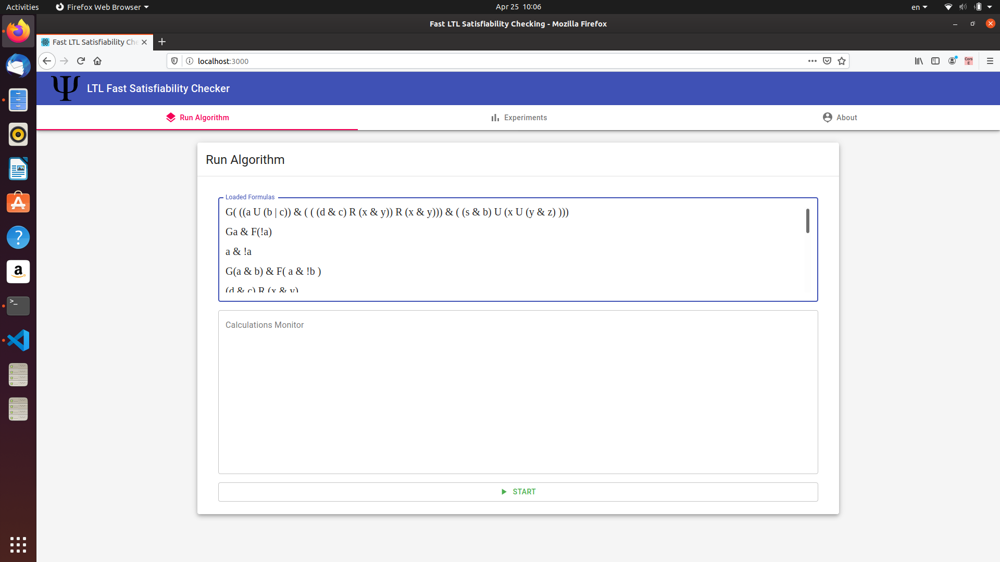 Activities
Firefox Web Browser
Apr 25 10:06
en
Fast LTL Satisfiability Checking - Mozilla Firefox
Fast LTL Satisfiability Che
localhost:3000
Cors
E
Ψ LTL Fast Satisfiability Checker
Run Algorithm
Experiments
About
Run Algorithm
Loaded Formulas
G( ((a U (b | c)) & ( ( ( (d & c) R (x & y)) R (x & y))) & ( (s & b) U (x U (y & z) )))
Ga & F(!a)
a & !a
G(a & b) & F( a & !b )
(d & c) R (x & y)
Calculations Monitor
START